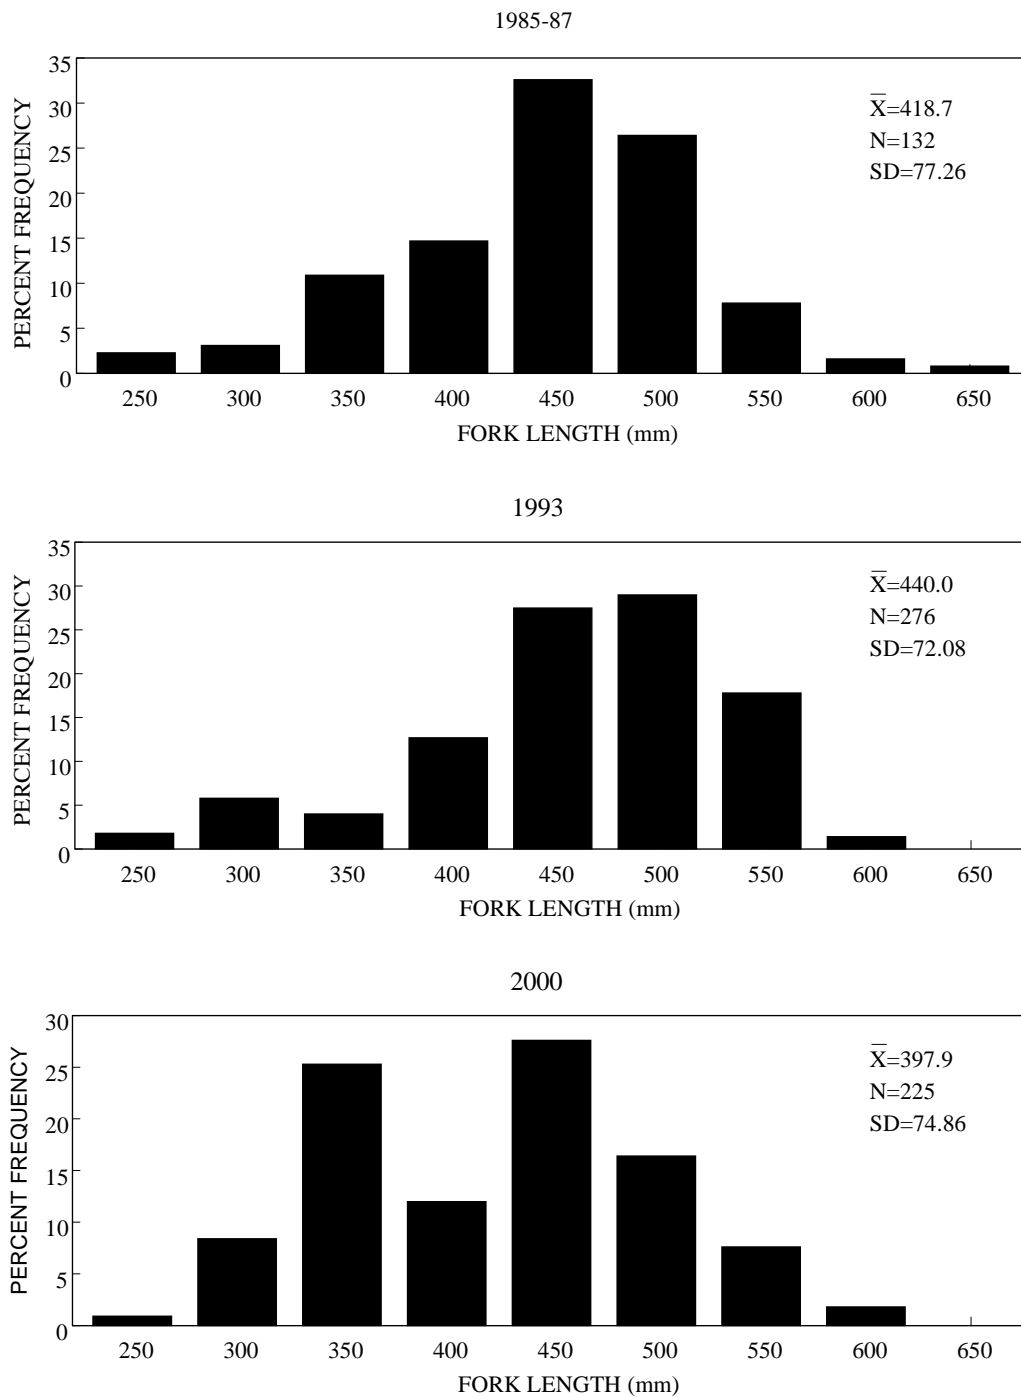 1985-87
PERCENT FREQUENCY
35
30
25
20
15
10
5
0
X̅=418.7
N=132
SD=77.26
250 300 350 400 450 500 550 600 650
FORK LENGTH (mm)
1993
PERCENT FREQUENCY
35
30
25
20
15
10
5
0
X̅=440.0
N=276
SD=72.08
250 300 350 400 450 500 550 600 650
FORK LENGTH (mm)
2000
PERCENT FREQUENCY
30
25
20
15
10
5
0
X̅=397.9
N=225
SD=74.86
250 300 350 400 450 500 550 600 650
FORK LENGTH (mm)